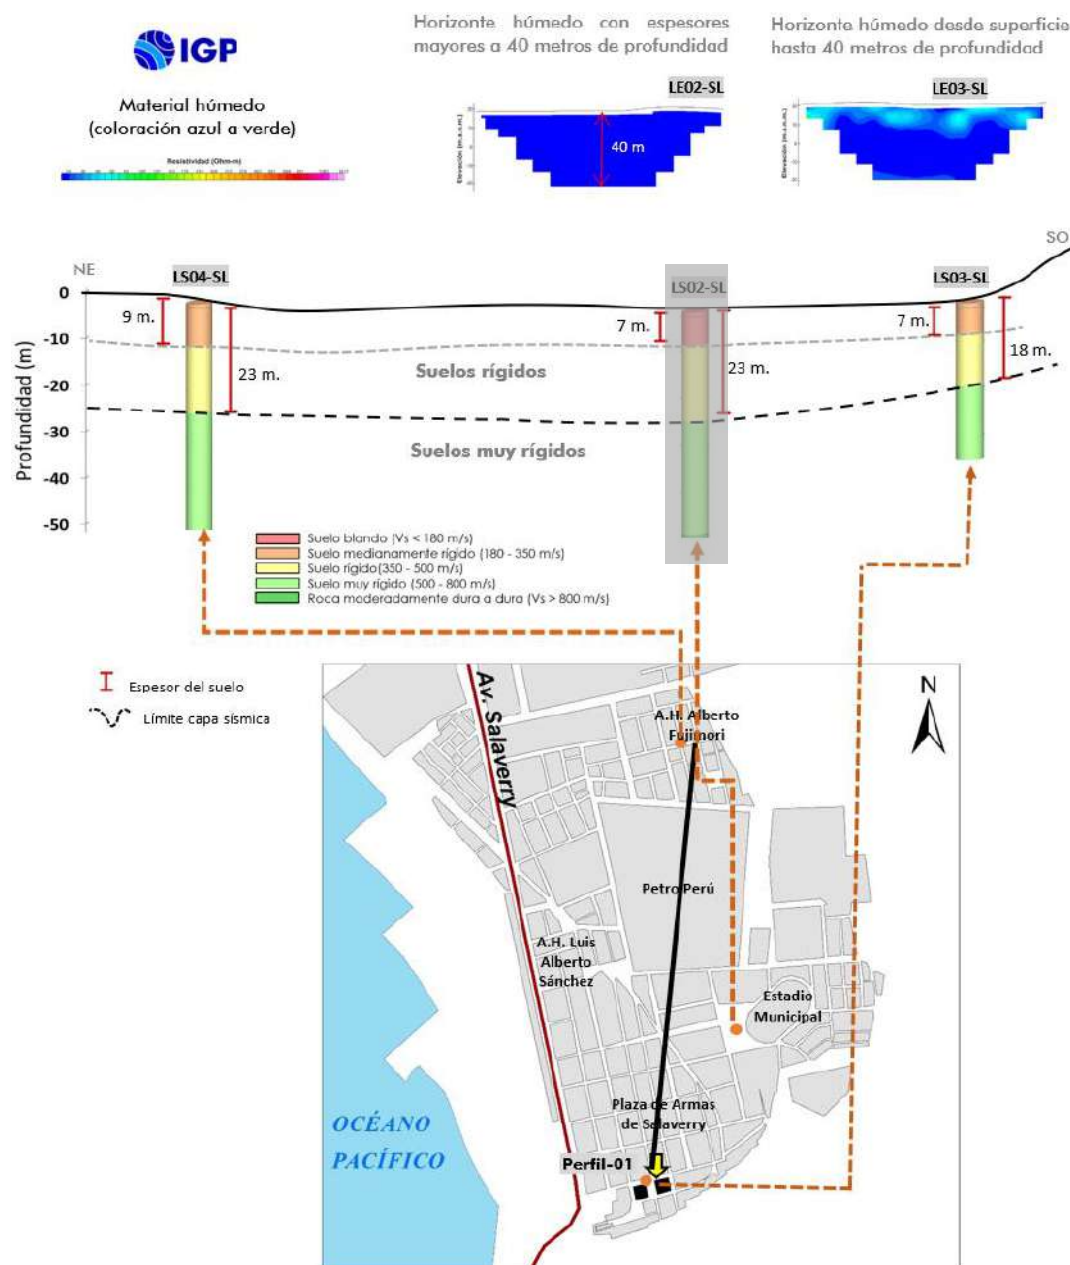 IGP
Material húmedo
(coloración azul a verde)
Resistividad (Ohm-m)
Horizonte húmedo con espesores
mayores a 40 metros de profundidad
LE02-SL
Elevación (m.s.n.m.)
40 m
Horizonte húmedo desde superficie
hasta 40 metros de profundidad
LE03-SL
Elevación (m.s.n.m.)
NE
SO
LS04-SL
LS02-SL
LS03-SL
Profundidad (m)
0
-10
-20
-30
-40
-50
9 m.
23 m.
7 m.
23 m.
7 m.
18 m.
Suelos rígidos
Suelos muy rígidos
Suelo blando (Vs < 180 m/s)
Suelo medianamente rígido (180 - 350 m/s)
Suelo rígido(350 - 500 m/s)
Suelo muy rígido (500 - 800 m/s)
Roca moderadamente dura a dura (Vs > 800 m/s)
Espesor del suelo
Límite capa sísmica
Av. Salaverry
A.H. Alberto
Fujimori
N
Petro Perú
A.H. Luis
Alberto
Sánchez
Estadio
Municipal
Plaza de Armas
de Salaverry
OCÉANO
PACÍFICO
Perfil-01